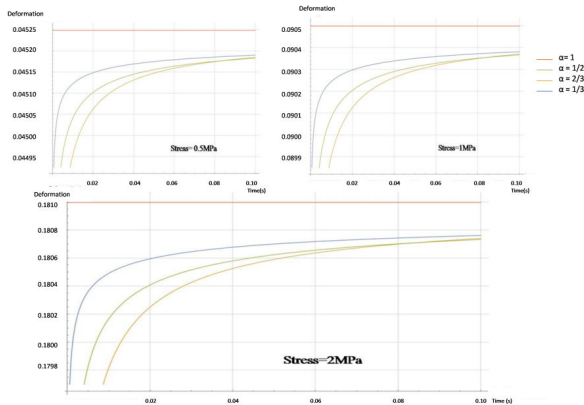 Deformation
0.04525
0.04520
0.04515
0.04510
0.04505
0.04500
0.04495
Stress=0.5MPa
0.02 0.04 0.06 0.08 0.10
Time(s)
Deformation
0.0905
0.0904
0.0903
0.0902
0.0901
0.0900
0.0899
Stress=1MPa
0.02 0.04 0.06 0.08 0.10
Time(s)
α= 1
α = 1/2
α = 2/3
α = 1/3
Deformation
0.1810
0.1808
0.1806
0.1804
0.1802
0.1800
0.1798
Stress=2MPa
0.02 0.04 0.06 0.08 0.10 Time (s)